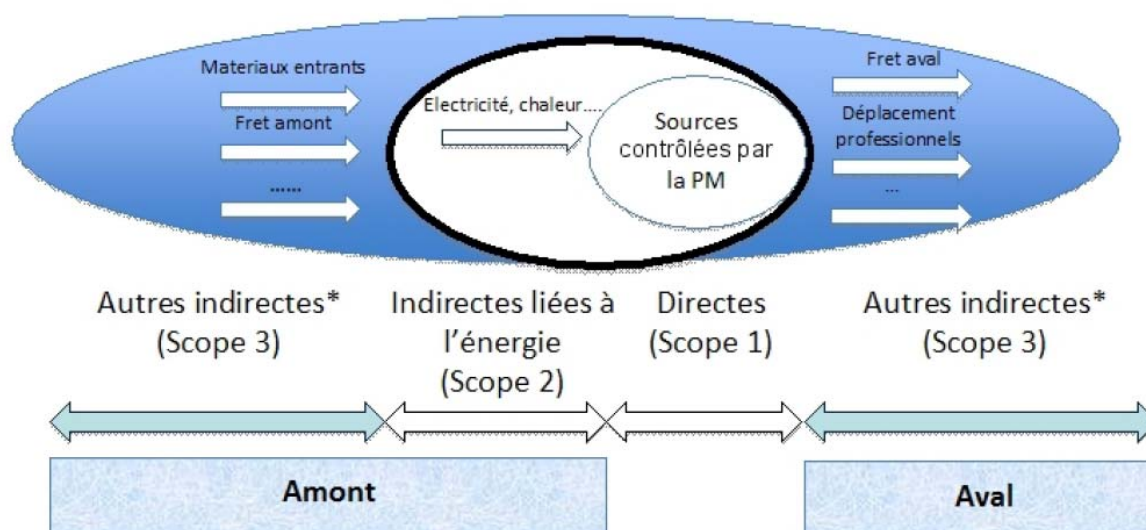 Materiaux entrants
Fret amont
......
Electricité, chaleur....
Sources
contrôlées par
la PM
Fret aval
Déplacement
professionnels
...
Autres indirectes*
(Scope 3)
Indirectes liées à
l'énergie
(Scope 2)
Directes
(Scope 1)
Autres indirectes*
(Scope 3)
Amont
Aval